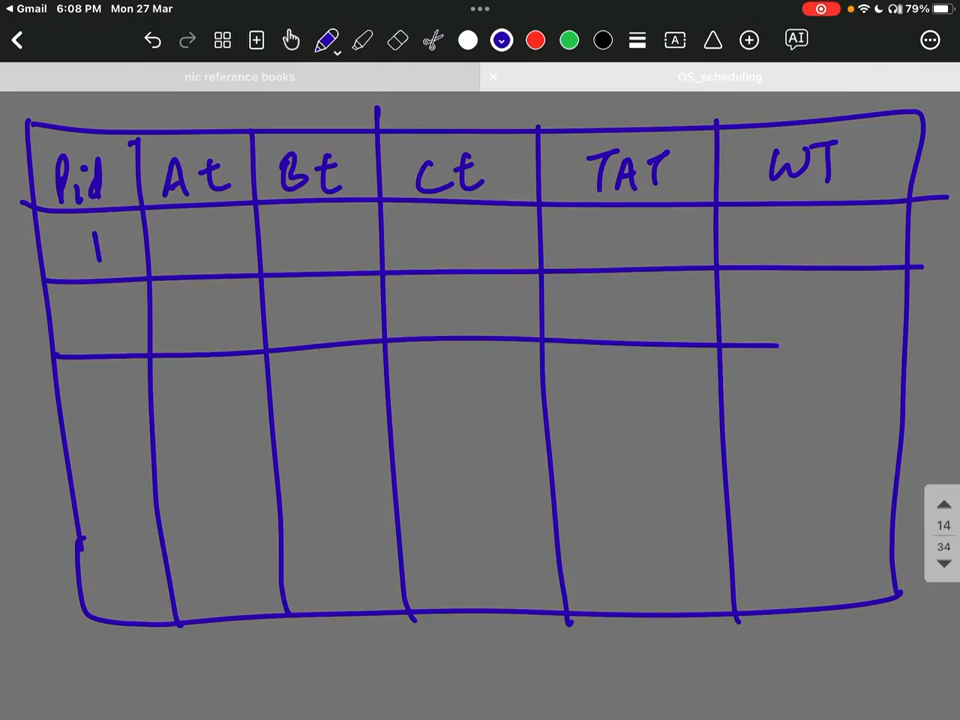 Gmail 6:08 PM Mon 27 Mar 79%
AI
nic reference books OS_scheduling
Pid At Bt Ct TAT WT
1
14
34